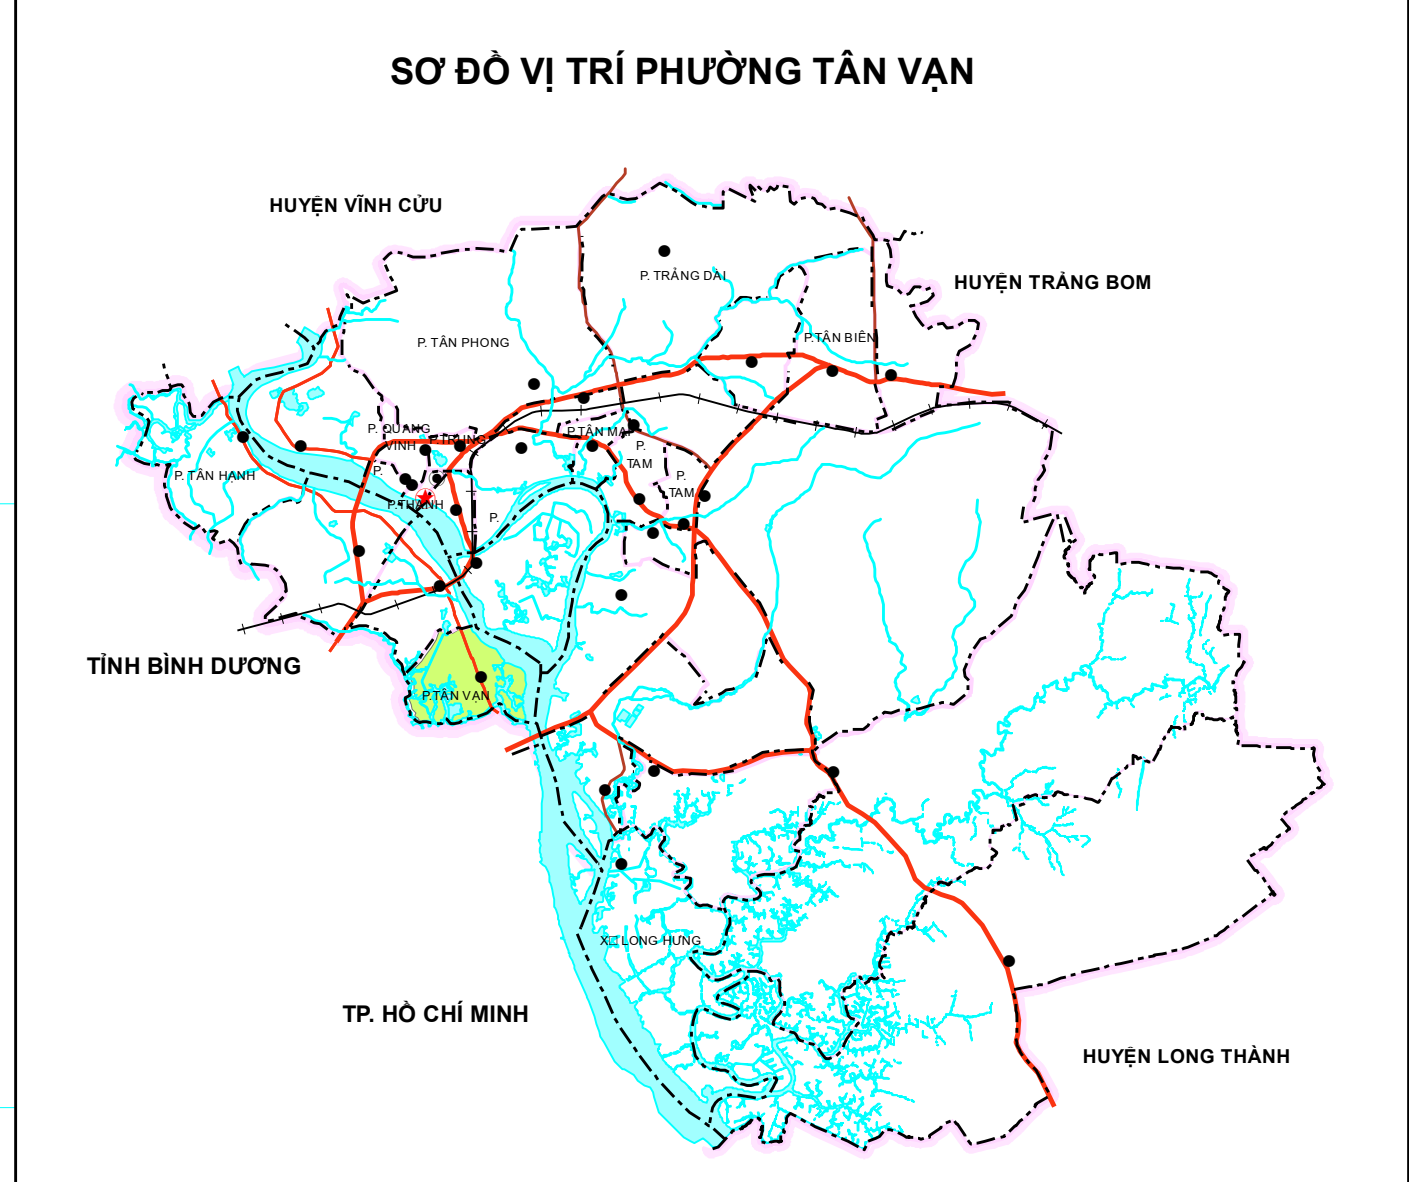 SƠ ĐỒ VỊ TRÍ PHƯỜNG TÂN VẠN
HUYỆN VĨNH CỬU
P. TRẢNG DÀI
HUYỆN TRẢNG BOM
P. TÂN PHONG
P.TÂN BIÊN
P. QUANG
VINH
P.TRUNG
P.TÂN MAI
P.
TAM
P. TÂN HẠNH
P.
P.
TAM
P.THANH
P.
TỈNH BÌNH DƯƠNG
P.TÂN VẠN
LONG HƯNG
TP. HỒ CHÍ MINH
HUYỆN LONG THÀNH